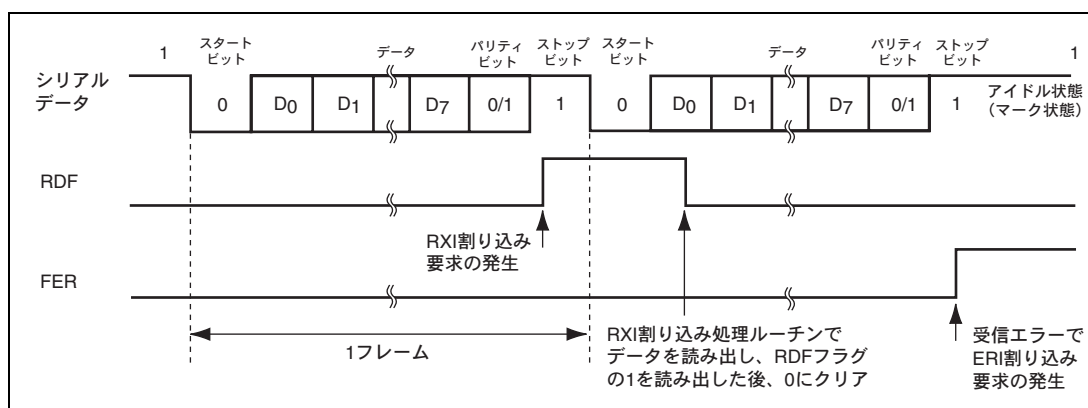 1
スタート
ビット
データ
パリティ
ビット
ストップ
ビット
スタート
ビット
データ
パリティ
ビット
ストップ
ビット
1
シリアル
データ
0
D0
D1
D7
0/1
1
0
D0
D1
D7
0/1
1
アイドル状態
(マーク状態)
RDF
RXI割り込み
要求の発生
FER
1フレーム
RXI割り込み処理ルーチンで
データを読み出し、RDFフラグ
の1を読み出した後、0にクリア
受信エラーで
ERI割り込み
要求の発生